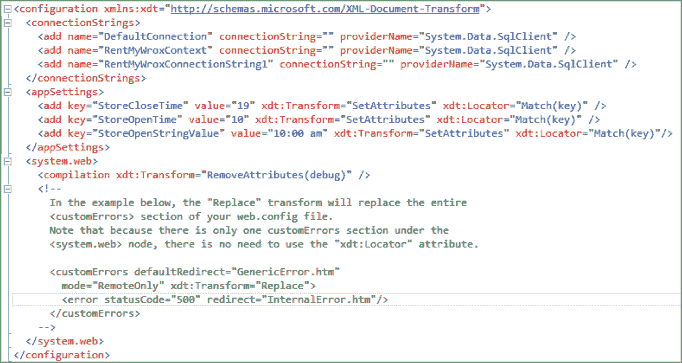 <configuration xmlns:xdt="http://schemas.microsoft.com/XML-Document-Transform">
<connectionStrings>
<add name="DefaultConnection" connectionString="" providerName="System.Data.SqlClient" />
<add name="RentMyWroxContext" connectionString="" providerName="System.Data.SqlClient" />
<add name="RentMyWroxConnectionString1" connectionString="" providerName="System.Data.SqlClient" />
</connectionStrings>
<appSettings>
<add key="StoreCloseTime" value="19" xdt:Transform="SetAttributes" xdt:Locator="Match(key)" />
<add key="StoreOpenTime" value="10" xdt:Transform="SetAttributes" xdt:Locator="Match(key)" />
<add key="StoreOpenStringValue" value="10:00 am" xdt:Transform="SetAttributes" xdt:Locator="Match(key)"/>
</appSettings>
<system.web>
<compilation xdt:Transform="RemoveAttributes(debug)" />
<!--
In the example below, the "Replace" transform will replace the entire
<customErrors> section of your web.config file.
Note that because there is only one customErrors section under the
<system.web> node, there is no need to use the "xdt:Locator" attribute.
<customErrors defaultRedirect="GenericError.htm"
mode="RemoteOnly" xdt:Transform="Replace">
<error statusCode="500" redirect="InternalError.htm"/>
</customErrors>
-->
</system.web>
</configuration>